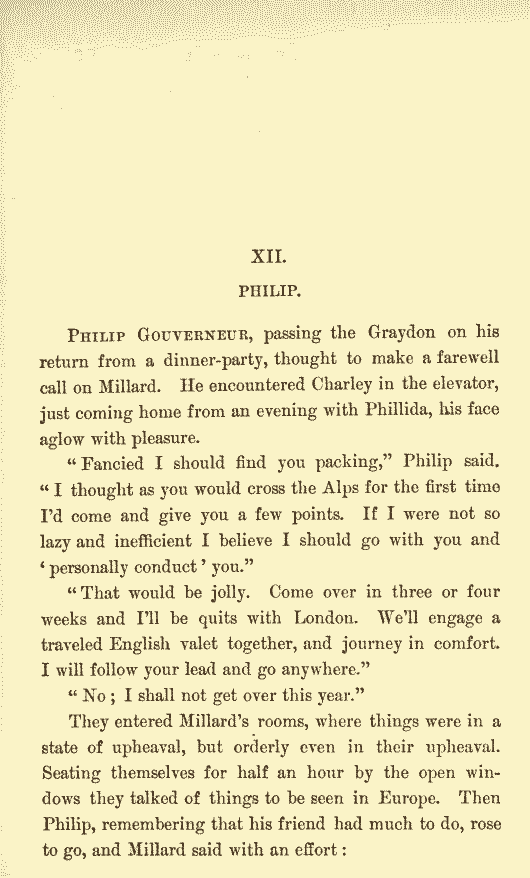 XII.
PHILIP.
Philip Gouverneur, passing the Graydon on his
return from a dinner-party, thought to make a farewell
call on Millard. He encountered Charley in the elevator,
just coming home from an evening with Phillida, his face
aglow with pleasure.
“Fancied I should find you packing,” Philip said.
“I thought as you would cross the Alps for the first time
I’d come and give you a few points. If I were not so
lazy and inefficient I believe I should go with you and
‘personally conduct’ you.”
“That would be jolly. Come over in three or four
weeks and I’ll be quits with London. We’ll engage a
traveled English valet together, and journey in comfort.
I will follow your lead and go anywhere.”
“No; I shall not get over this year.”
They entered Millard’s rooms, where things were in a
state of upheaval, but orderly even in their upheaval.
Seating themselves for half an hour by the open win-
dows they talked of things to be seen in Europe. Then
Philip, remembering that his friend had much to do, rose
to go, and Millard said with an effort: